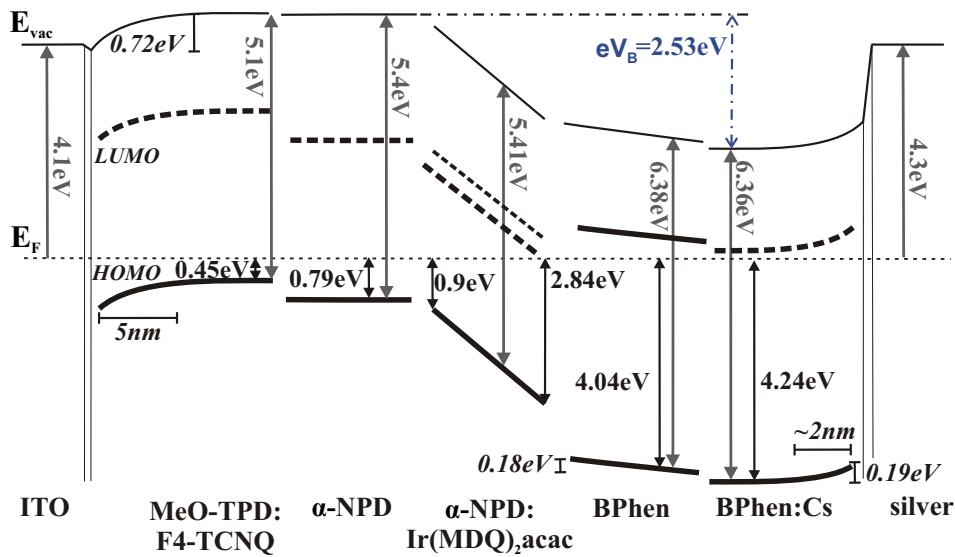 E_vac
0.72eV
5.1eV
5.4eV
eV_B=2.53eV
LUMO
4.1eV
5.41eV
6.38eV
6.36eV
4.3eV
E_F
HOMO
0.45eV
0.79eV
0.9eV
2.84eV
5nm
4.04eV
4.24eV
~2nm
0.18eV
0.19eV
ITO
MeO-TPD:
F4-TCNQ
α-NPD
α-NPD:
Ir(MDQ)₂acac
BPhen
BPhen:Cs
silver